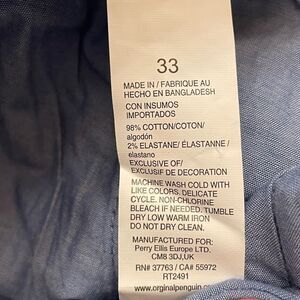 33
MADE IN / FABRIQUE AU
HECHO EN BANGLADESH
CON INSUMOS
IMPORTADOS
98% COTTON/COTON/
algodón
2% ELASTANE/ ÉLASTANNE /
elastano
EXCLUSIVE OF/
EXCLUSIF DE DECORATION
MACHINE WASH COLD WITH
LIKE COLORS. DELICATE
CYCLE. NON-CHLORINE
BLEACH IF NEEDED. TUMBLE
DRY LOW WARM IRON
DO NOT DRY CLEAN.
MANUFACTURED FOR:
Perry Ellis Europe LTD.
CM8 3DJ,UK
RN# 37763 / CA# 55972
RT2491
www.orginalpenguin.c